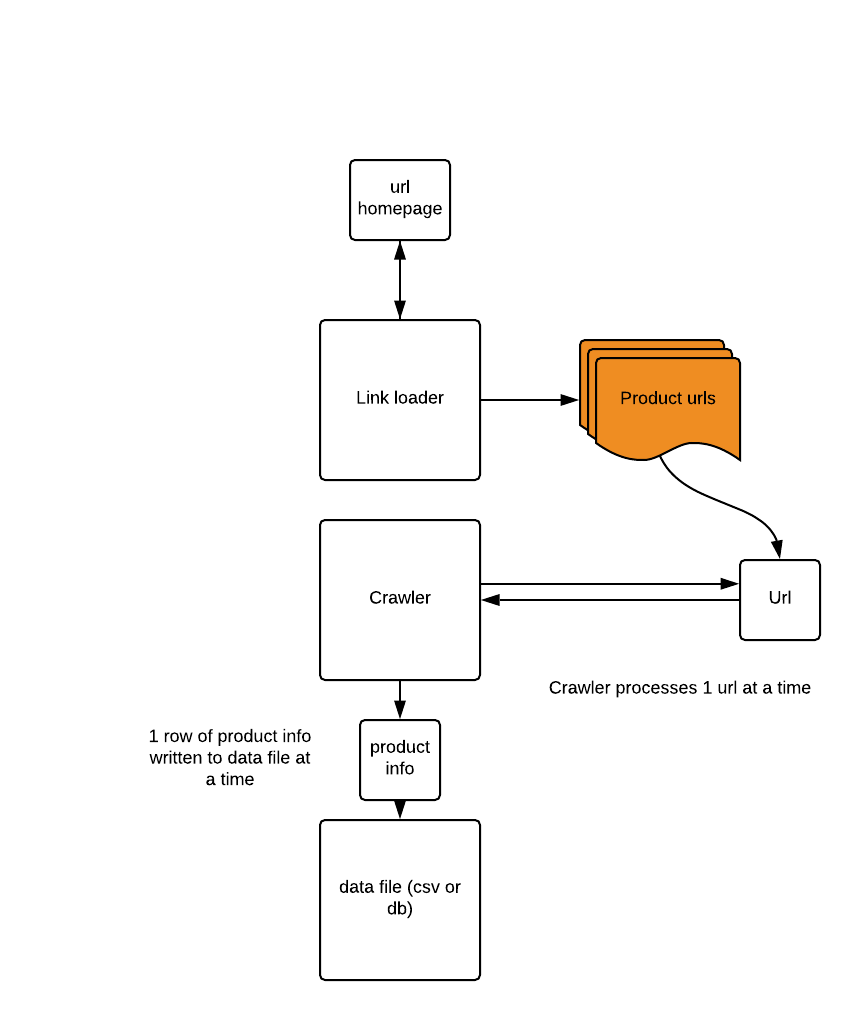 url
homepage
Link loader
Product urls
Crawler
Url
Crawler processes 1 url at a time
1 row of product info
written to data file at
a time
product
info
data file (csv or
db)